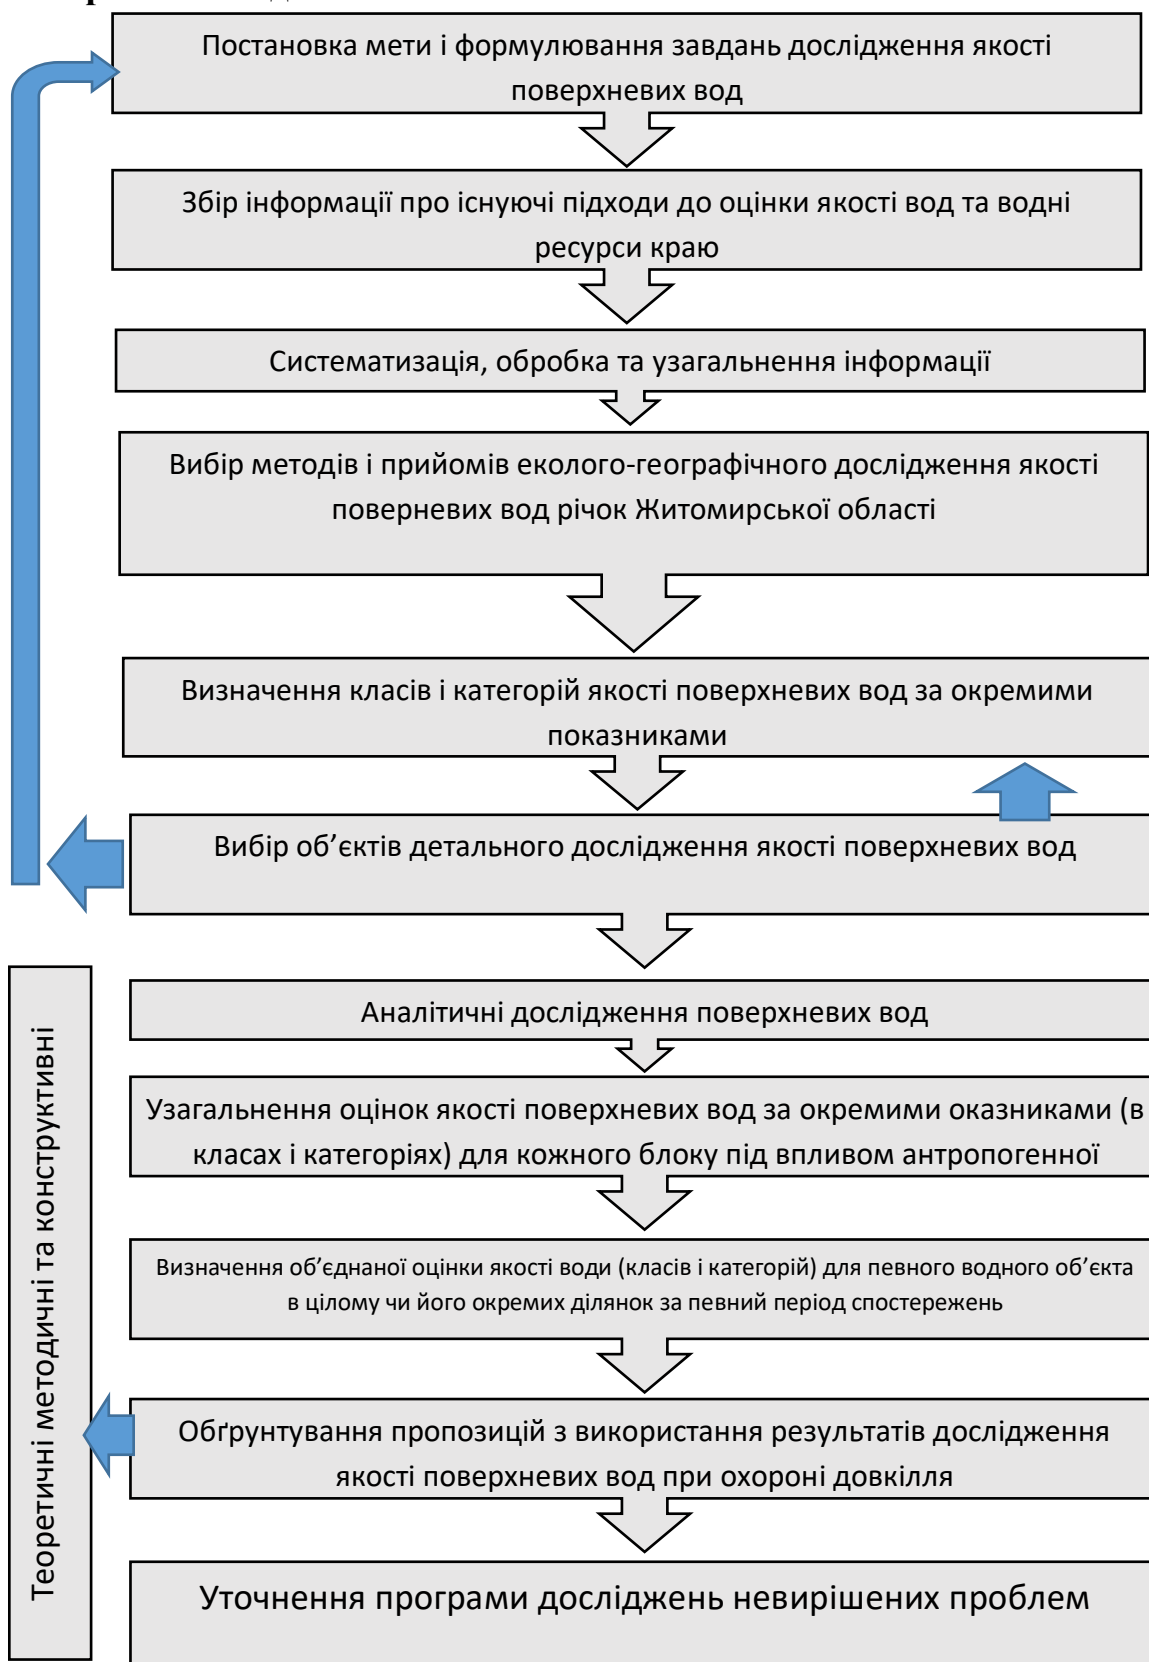 Постановка мети і формулювання завдань дослідження якості
поверхневих вод
Збір інформації про існуючі підходи до оцінки якості вод та водні
ресурси краю
Систематизація, обробка та узагальнення інформації
Вибір методів і прийомів еколого-географічного дослідження якості
поверневих вод річок Житомирської області
Визначення класів і категорій якості поверхневих вод за окремими
показниками
Вибір об’єктів детального дослідження якості поверхневих вод
Аналітичні дослідження поверхневих вод
Узагальнення оцінок якості поверхневих вод за окремими оказниками (в
класах і категоріях) для кожного блоку під впливом антропогенної
Визначення об’єднаної оцінки якості води (класів і категорій) для певного водного об’єкта
в цілому чи його окремих ділянок за певний період спостережень
Обґрунтування пропозицій з використання результатів дослідження
якості поверхневих вод при охороні довкілля
Уточнення програми досліджень невирішених проблем
Теоретичні методичні та конструктивні